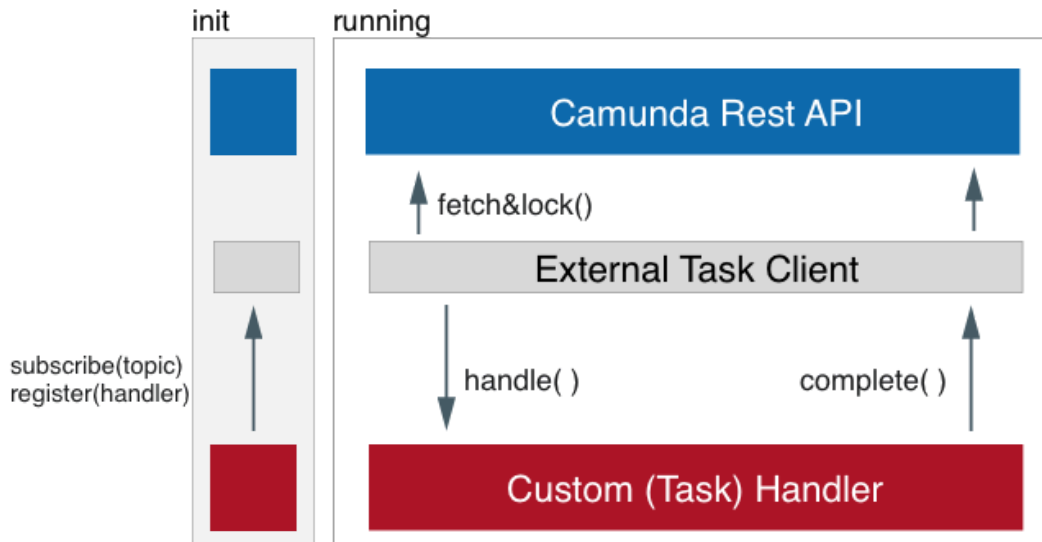 init
running
Camunda Rest API
fetch&lock()
External Task Client
subscribe(topic)
register(handler)
handle( )
complete( )
Custom (Task) Handler